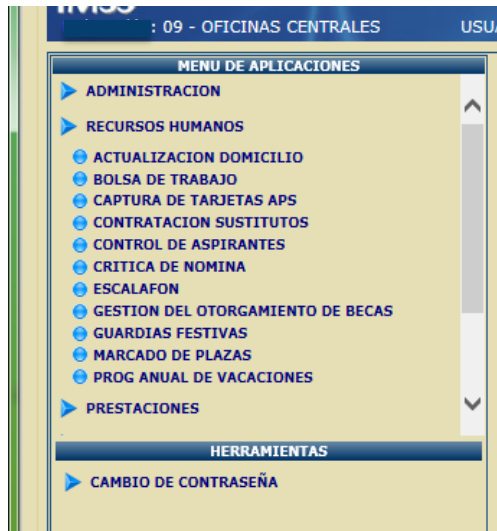 : 09 - OFICINAS CENTRALES USU
MENU DE APLICACIONES
ADMINISTRACION
RECURSOS HUMANOS
ACTUALIZACION DOMICILIO
BOLSA DE TRABAJO
CAPTURA DE TARJETAS APS
CONTRATACION SUSTITUTOS
CONTROL DE ASPIRANTES
CRITICA DE NOMINA
ESCALAFON
GESTION DEL OTORGAMIENTO DE BECAS
GUARDIAS FESTIVAS
MARCADO DE PLAZAS
PROG ANUAL DE VACACIONES
PRESTACIONES
HERRAMIENTAS
CAMBIO DE CONTRASEÑA